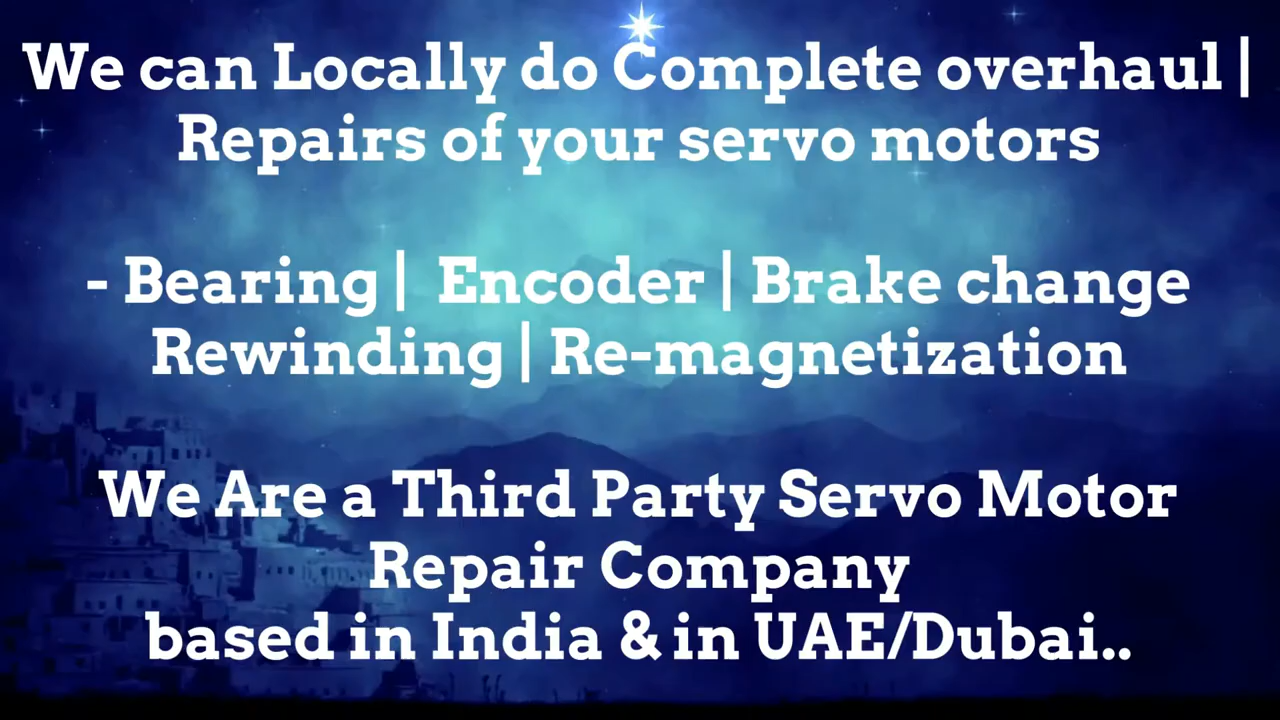 We can Locally do Complete overhaul |
Repairs of your servo motors
- Bearing | Encoder | Brake change
Rewinding | Re-magnetization
We Are a Third Party Servo Motor
Repair Company
based in India & in UAE/Dubai..